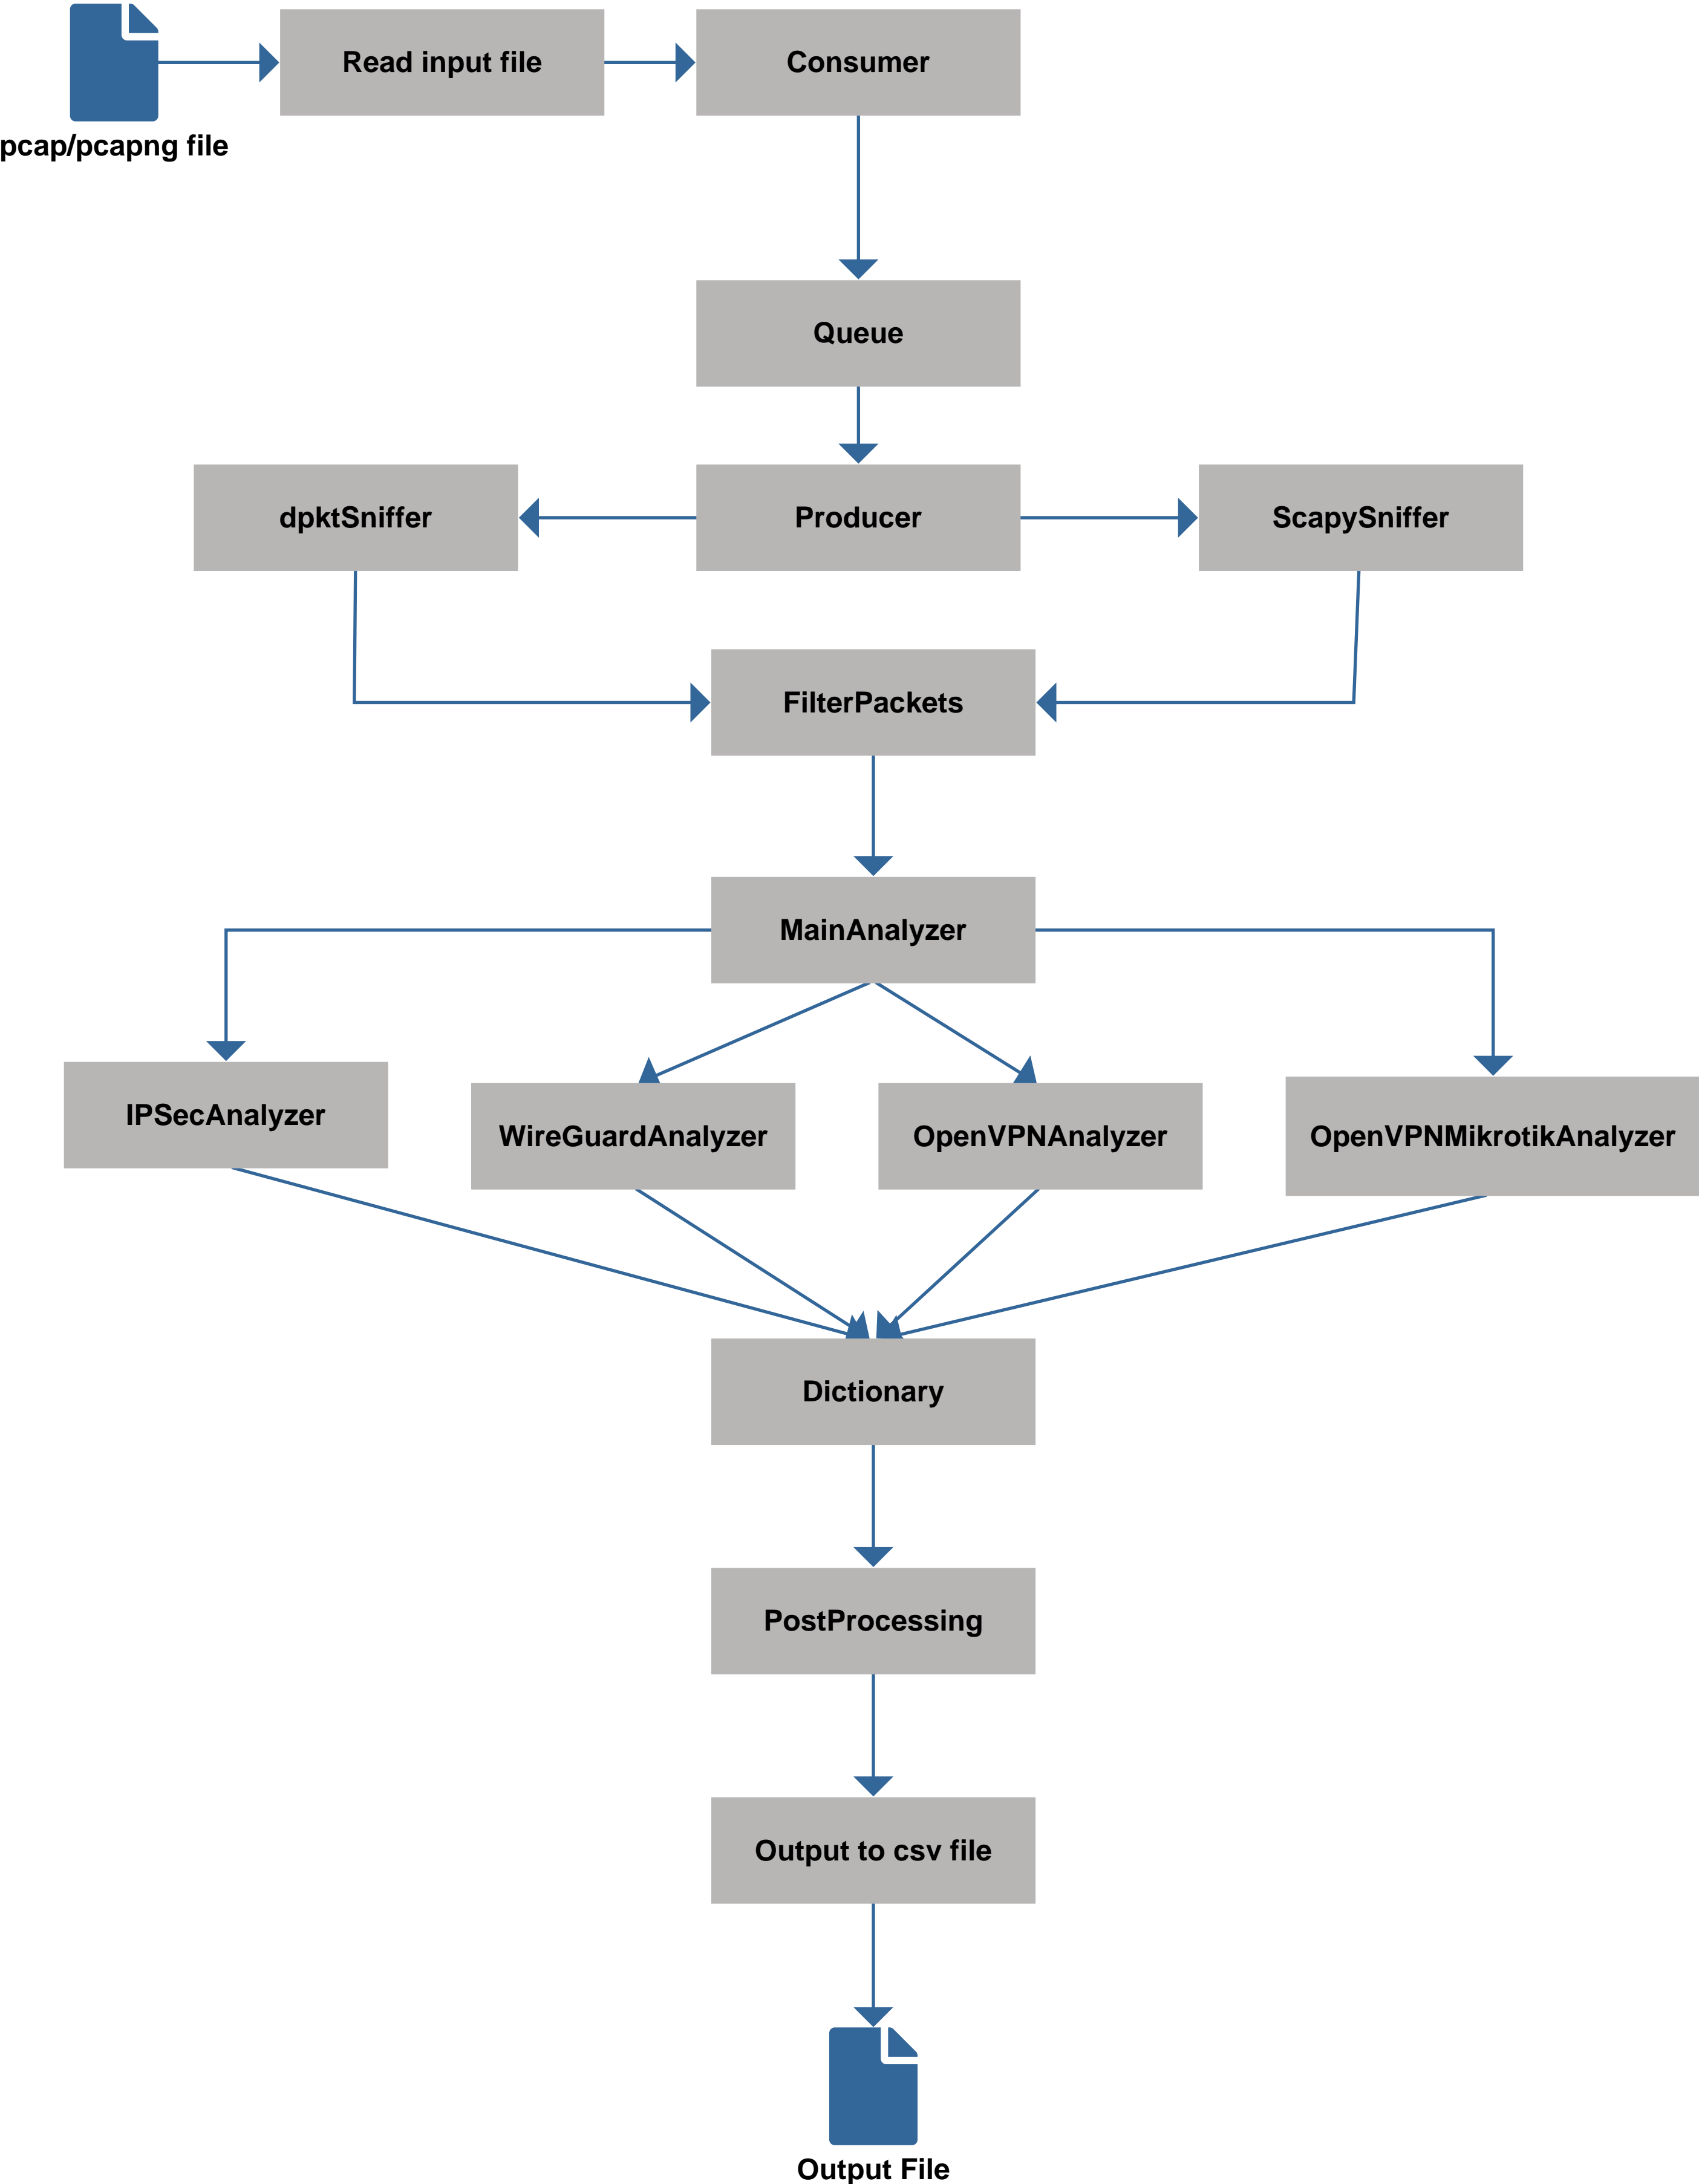 Read input file
Consumer
pcap/pcapng file
Queue
dpktSniffer
Producer
ScapySniffer
FilterPackets
MainAnalyzer
IPSecAnalyzer
WireGuardAnalyzer
OpenVPNAnalyzer
OpenVPNMikrotikAnalyzer
Dictionary
PostProcessing
Output to csv file
Output File